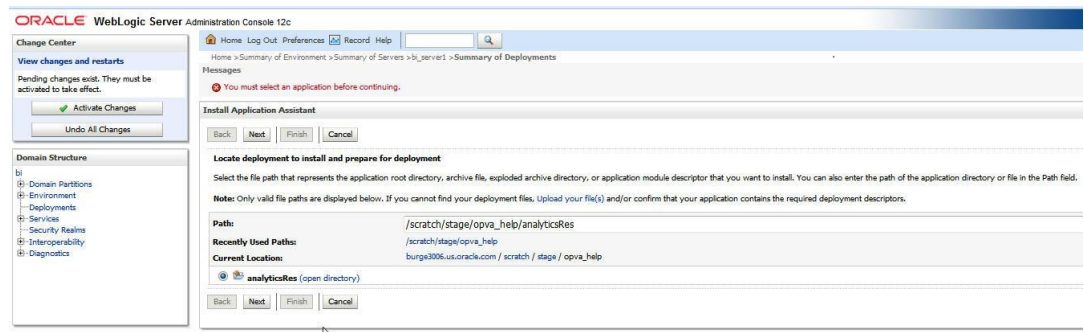 ORACLE WebLogic Server Administration Console 12c
Change Center
View changes and restarts
Pending changes exist. They must be
activated to take effect.
Activate Changes
Undo All Changes
Domain Structure
bi
Domain Partitions
Environment
Deployments
Services
Security Realms
Interoperability
Diagnostics
Home Log Out Preferences Record Help
Home >Summary of Environment >Summary of Servers >bi_server1 >Summary of Deployments
Messages
You must select an application before continuing.
Install Application Assistant
Back Next Finish Cancel
Locate deployment to install and prepare for deployment
Select the file path that represents the application root directory, archive file, exploded archive directory, or application module descriptor that you want to install. You can also enter the path of the application directory or file in the Path field.
Note: Only valid file paths are displayed below. If you cannot find your deployment files, Upload your file(s) and/or confirm that your application contains the required deployment descriptors.
Path: /scratch/stage/opva_help/analyticsRes
Recently Used Paths: /scratch/stage/opva_help
Current Location: burge3006.us.oracle.com / scratch / stage / opva_help
analyticsRes (open directory)
Back Next Finish Cancel